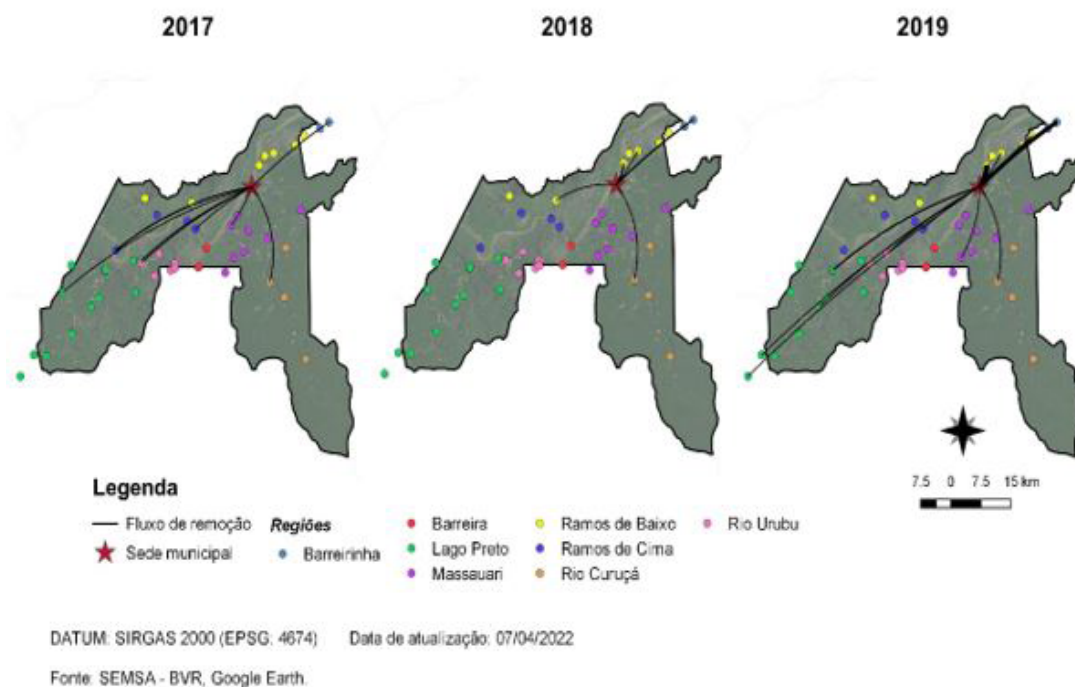 2017 2018 2019
7.5 0 7.5 15 km
Legenda
Fluxo de remoção Regiões Barreira Ramos de Baixo Rio Urubu
Sede municipal Barreirinha Lago Preto Ramos de Cima
Massauari Rio Curuçá
DATUM: SIRGAS 2000 (EPSG: 4674) Data de atualização: 07/04/2022
Fonte: SEMSA - BVR, Google Earth.